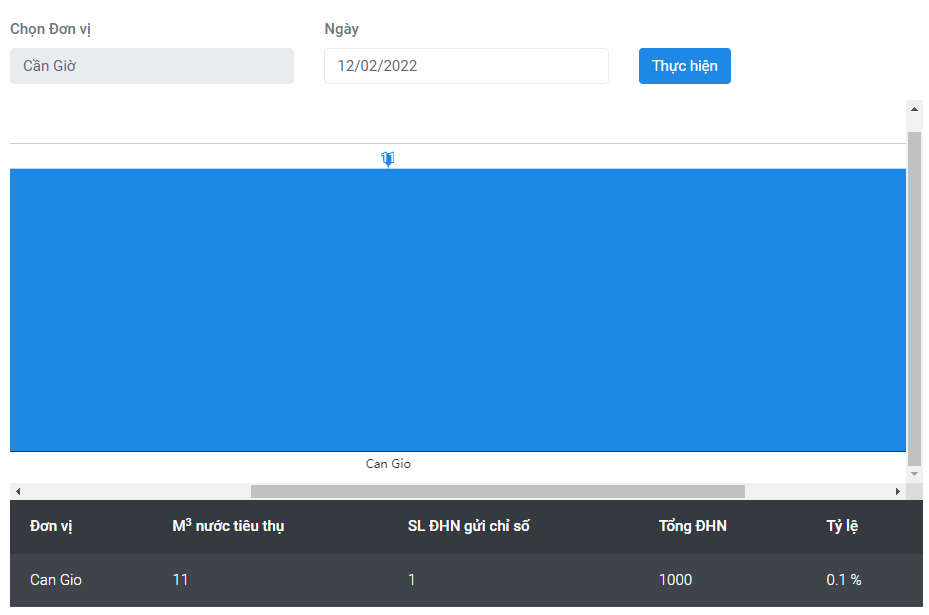 Chọn Đơn vị
Ngày
Cần Giờ
12/02/2022
Thực hiện
11
Can Gio
Đơn vị
M³ nước tiêu thụ
SL ĐHN gửi chỉ số
Tổng ĐHN
Tỷ lệ
Can Gio
11
1
1000
0.1 %